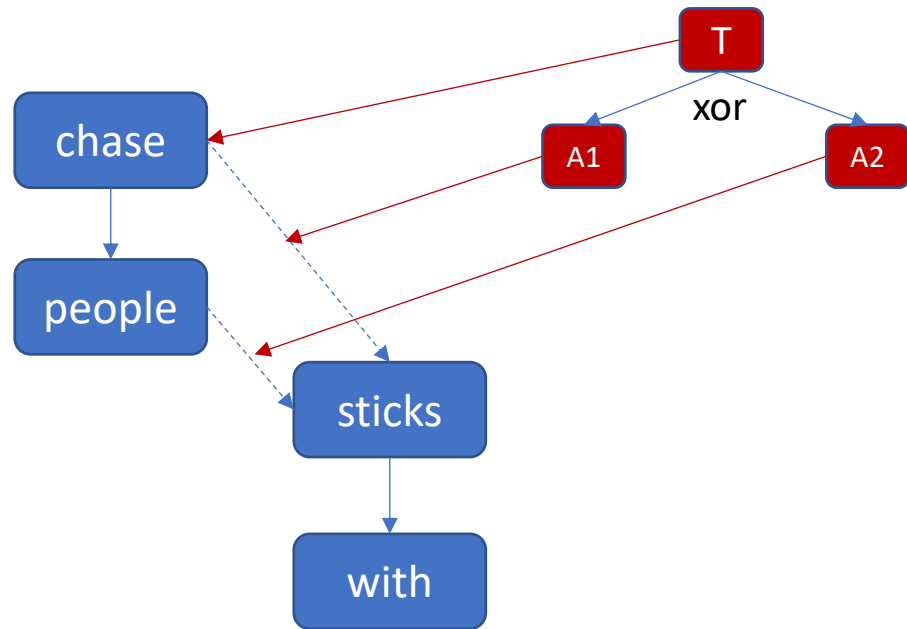 T
xor
chase
A1
A2
people
sticks
with